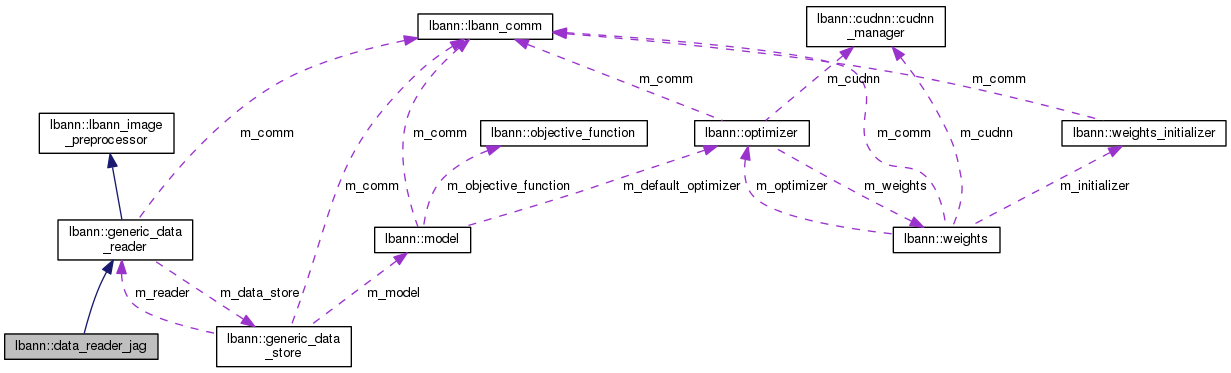 lbann::lbann_comm
lbann::cudnn::cudnn
_manager
m_comm
m_cudnn
m_comm
lbann::lbann_image
_preprocessor
m_comm
m_comm
lbann::objective_function
lbann::optimizer
m_comm
m_cudnn
lbann::weights_initializer
m_comm
m_objective_function
m_default_optimizer
m_optimizer
m_weights
m_initializer
lbann::generic_data
_reader
lbann::model
lbann::weights
m_reader
m_data_store
m_model
lbann::data_reader_jag
lbann::generic_data
_store